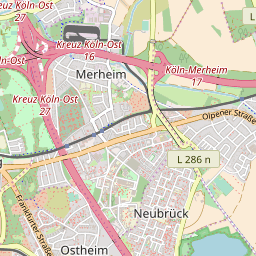 Kreuz Köln-Ost
27
L
Kreuz Köln-Ost
16
Merheim
Köln-Merheim
17
Kreuz Köln-Ost
27
Olpener Straße
L 286 n
Frankfurter Straße
Neubrück
Ostheim